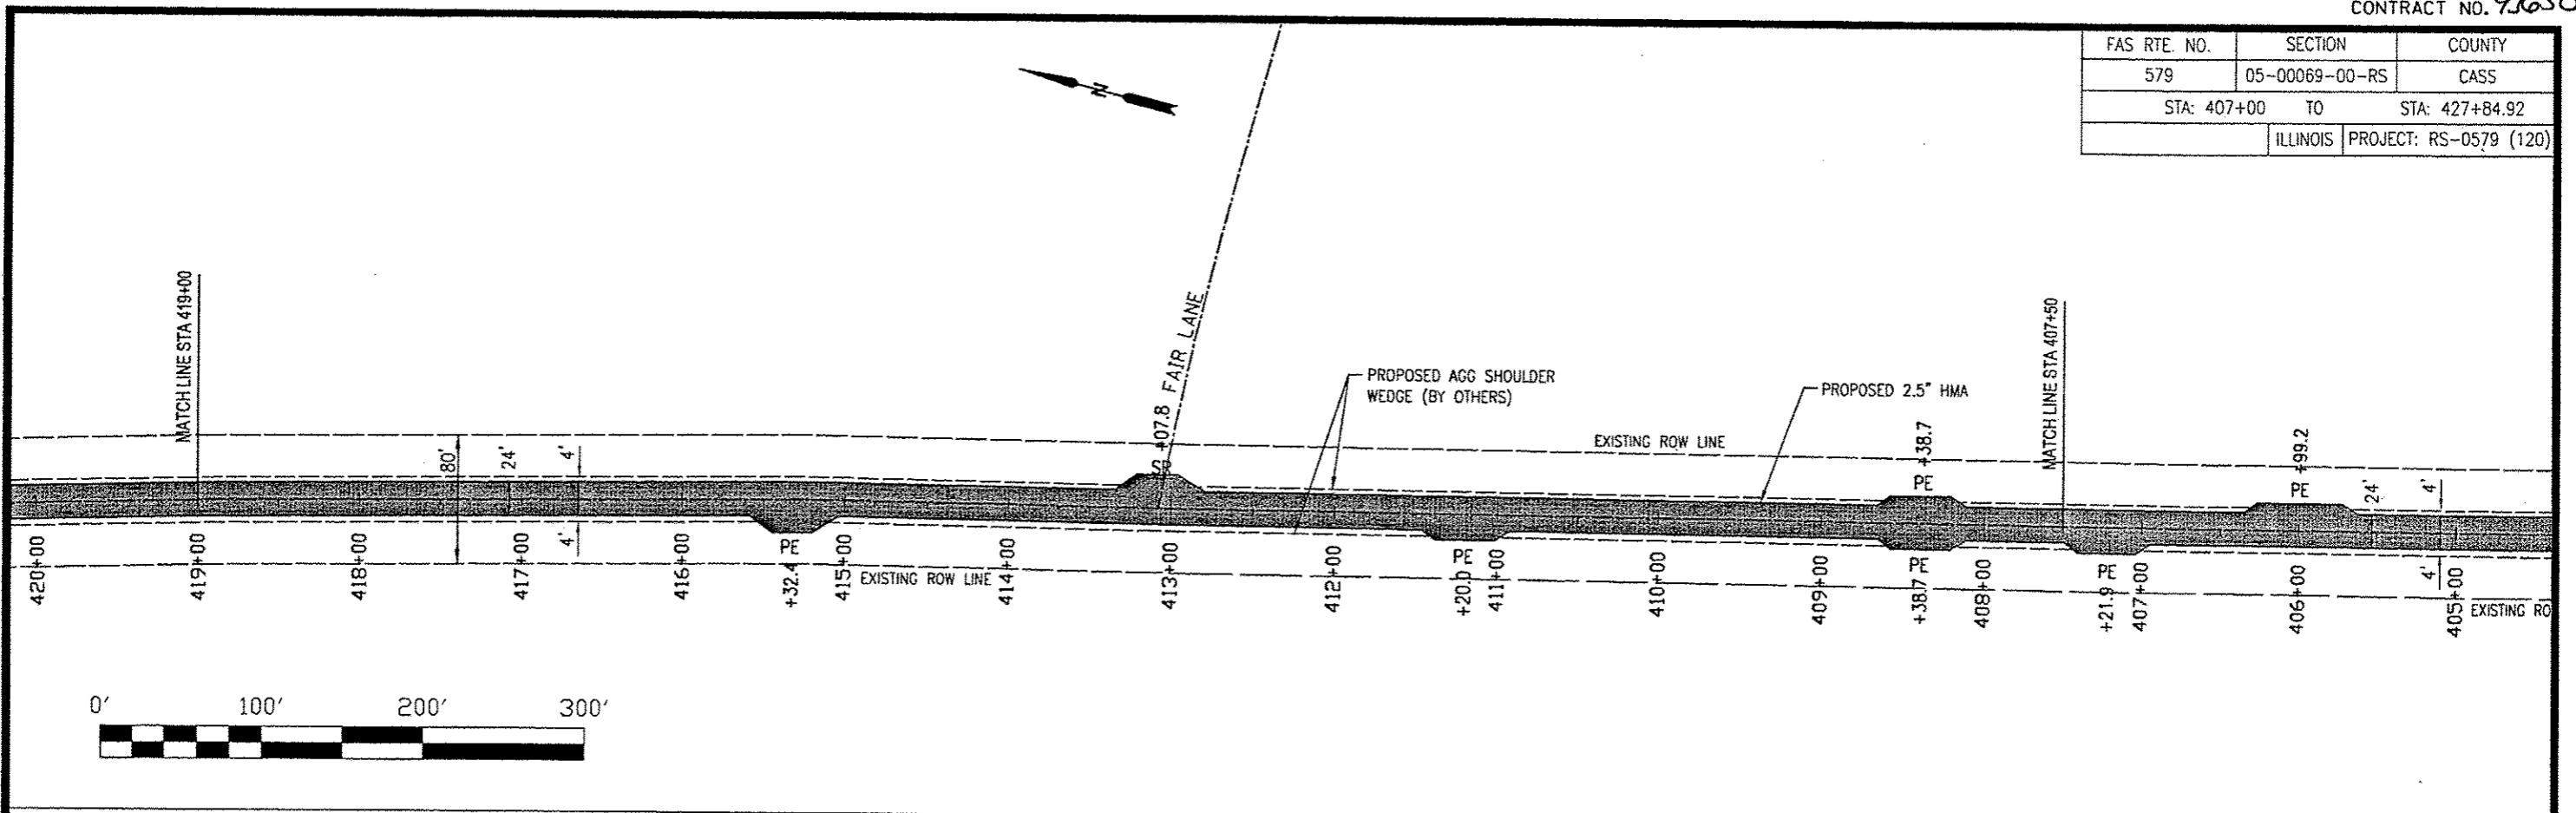 CONTRACT NO.
FAS RTE. NO. SECTION COUNTY
579 05-00069-00-RS CASS
STA: 407+00 TO STA: 427+84.92
ILLINOIS PROJECT: RS-0579 (120)
N
MATCH LINE STA 419+00
FAIR LANE
+07.8
PROPOSED AGG SHOULDER
WEDGE (BY OTHERS)
PROPOSED 2.5" HMA
MATCH LINE STA 407+50
EXISTING ROW LINE
80'
24'
4'
4'
+38.7
PE
+99.2
PE
24'
4'
4'
420+00
419+00
418+00
417+00
416+00
PE
+32.4
415+00
EXISTING ROW LINE
414+00
413+00
412+00
PE
+20.0
411+00
410+00
409+00
PE
+38.7
408+00
PE
+21.9
407+00
406+00
405+00
EXISTING RO
0' 100' 200' 300'